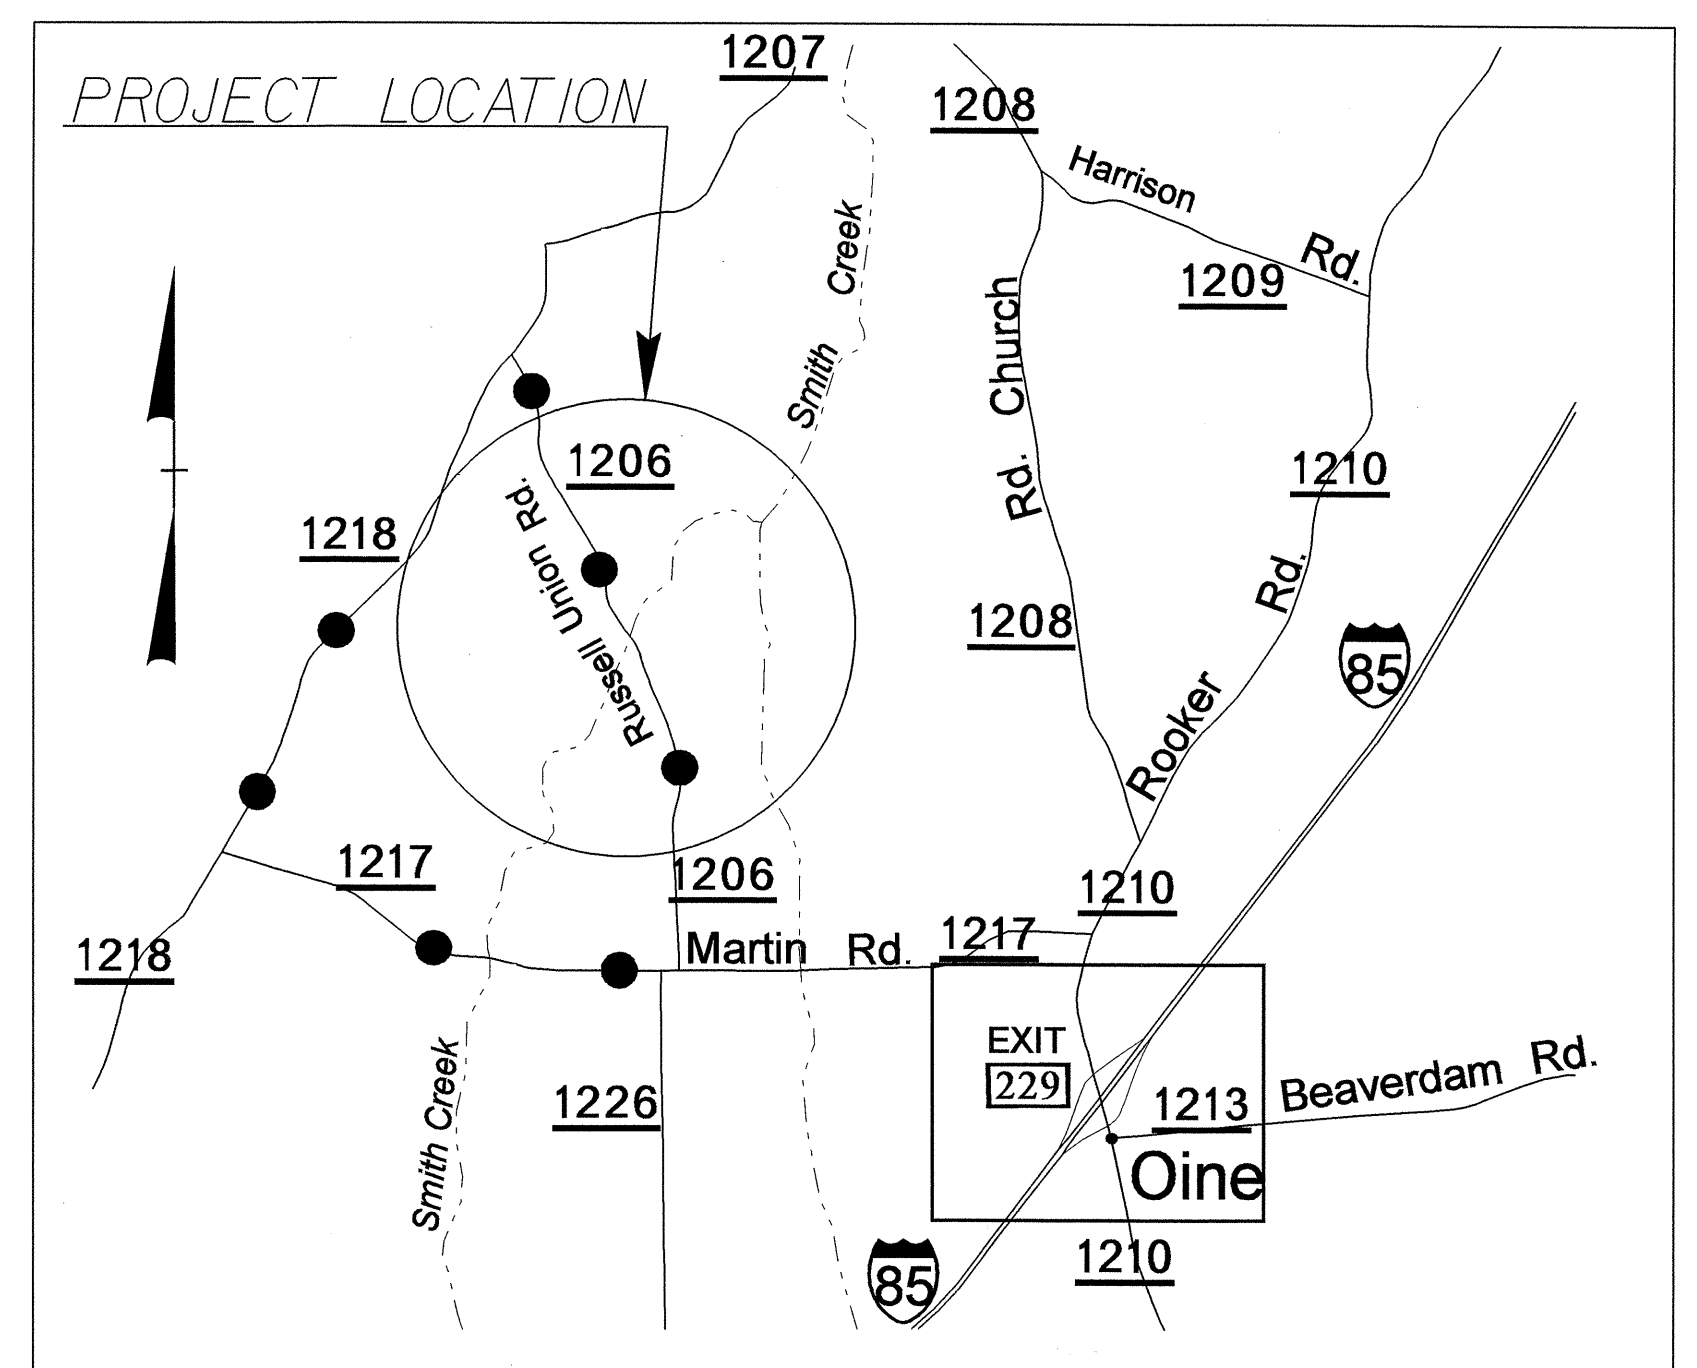 1207
PROJECT LOCATION
1208
Harrison Rd.
1209
Smith Creek
Rd. Church
1206
1210
1218
Russell Union Rd.
1208
Rooker Rd.
85
1217
1206
1210
1218
Martin Rd.
1217
EXIT
229
Smith Creek
1226
1213
Beaverdam Rd.
Oine
1210
85